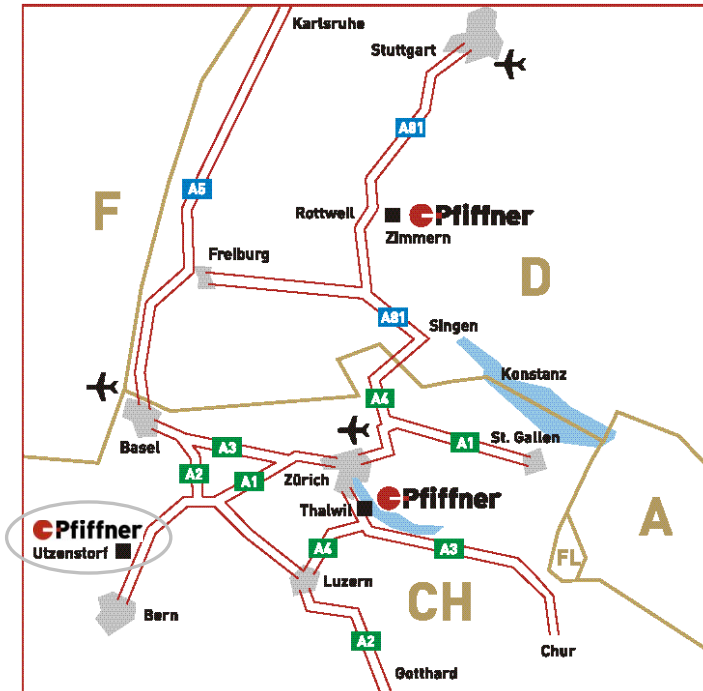 Karlsruhe
Stuttgart
A81
A5
F
Rottweil
Pfiffner
Zimmern
Freiburg
D
A81
Singen
Konstanz
A4
Basel
A3
A1
St. Gallen
A2
A1
Zürich
Pfiffner
Thalwil
A
Pfiffner
Utzenstorf
A4
A3
FL
Luzern
CH
Bern
A2
Chur
Gotthard